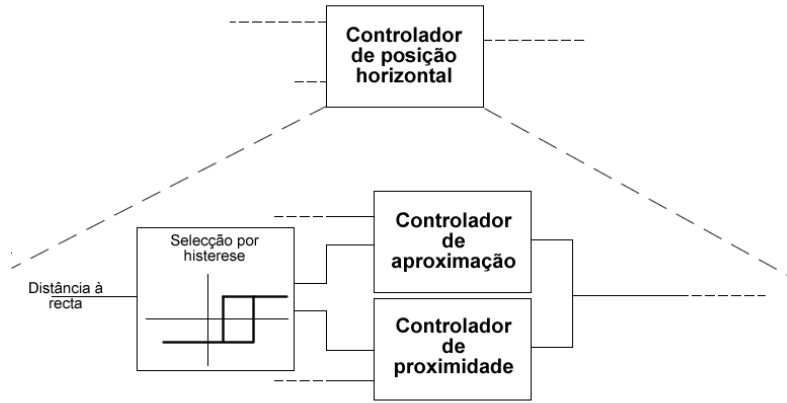 Controlador
de posição
horizontal
Selecção por
histerese
Distância à
recta
Controlador
de
aproximação
Controlador
de
proximidade